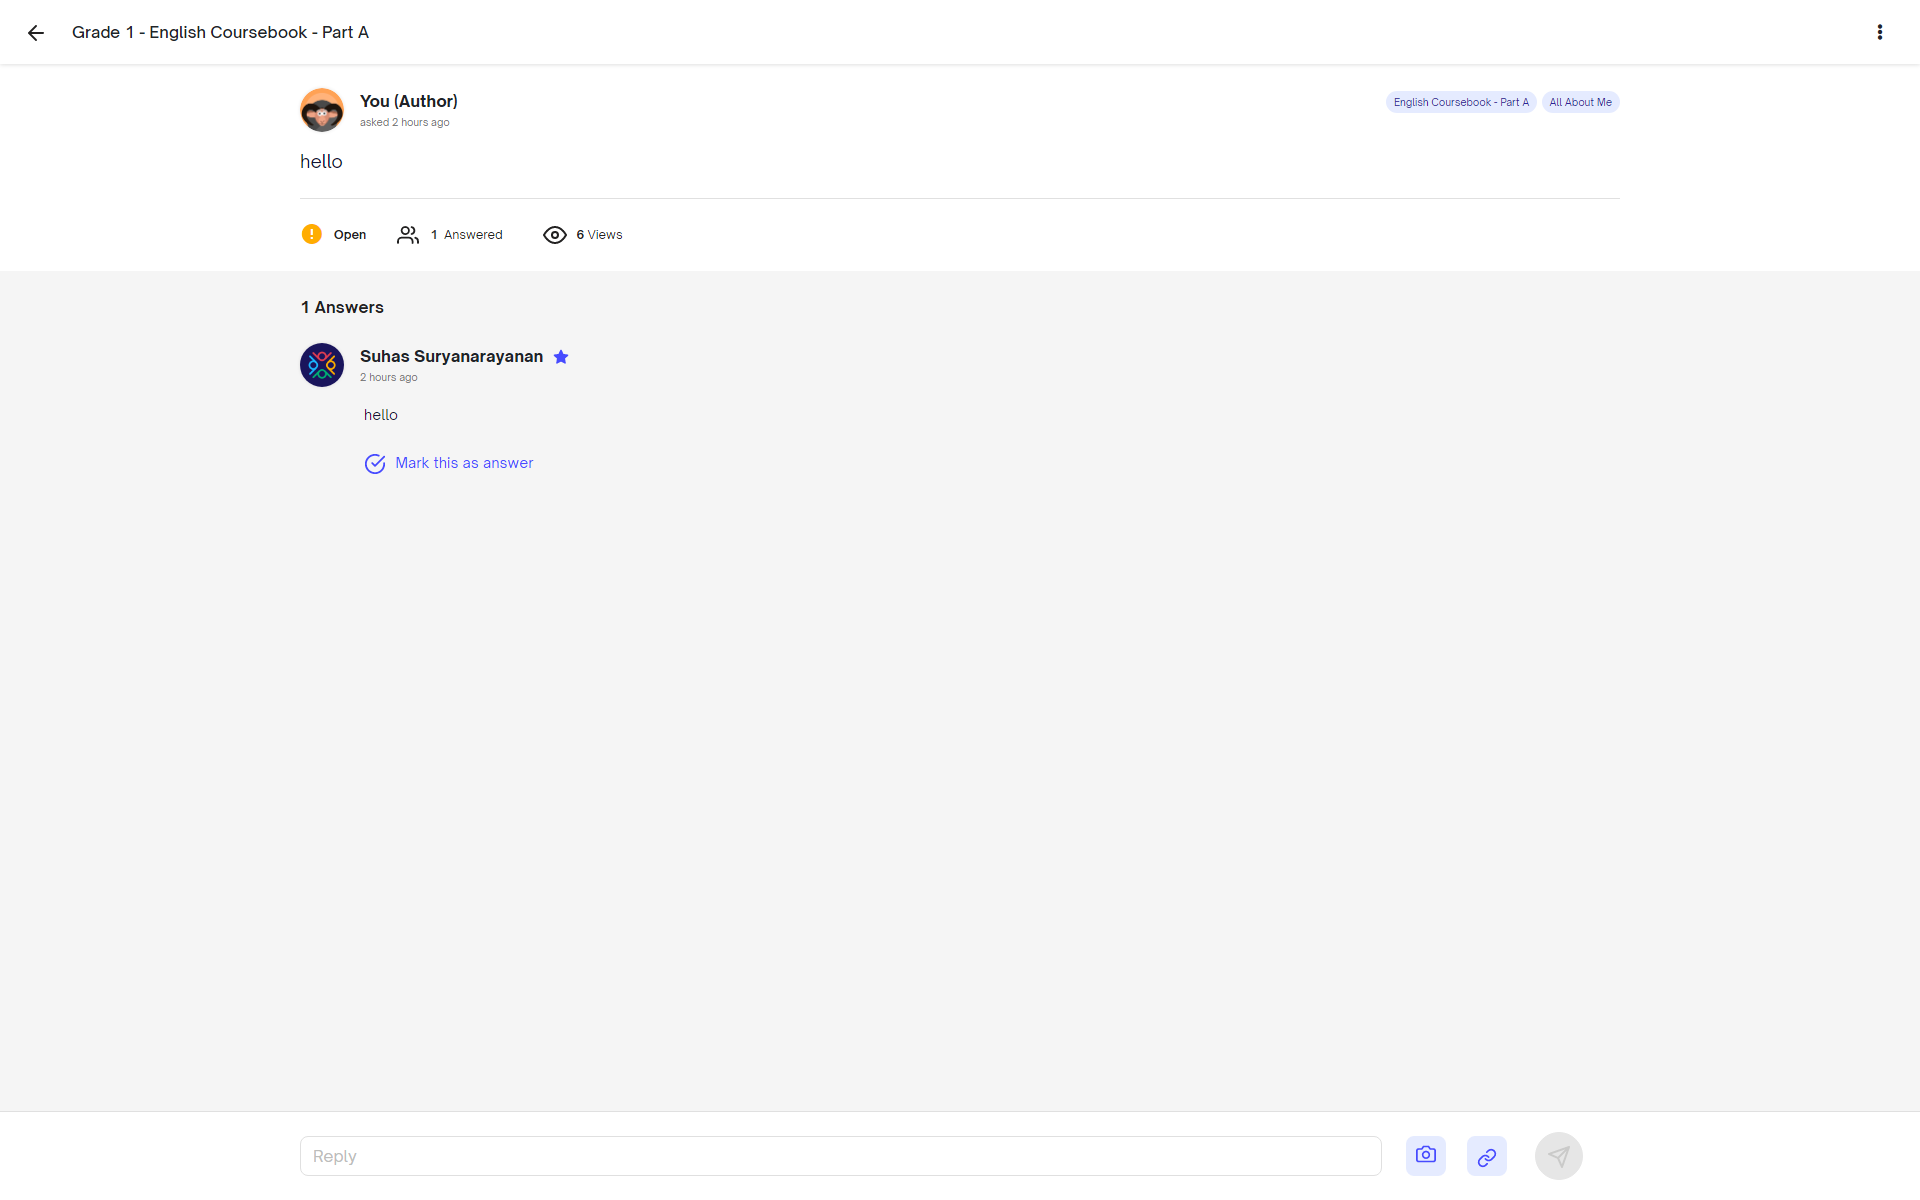 Grade 1 - English Coursebook - Part A
You (Author)
asked 2 hours ago
English Coursebook - Part A
All About Me
hello
Open
1 Answered
6 Views
1 Answers
Suhas Suryanarayanan
2 hours ago
hello
Mark this as answer
Reply